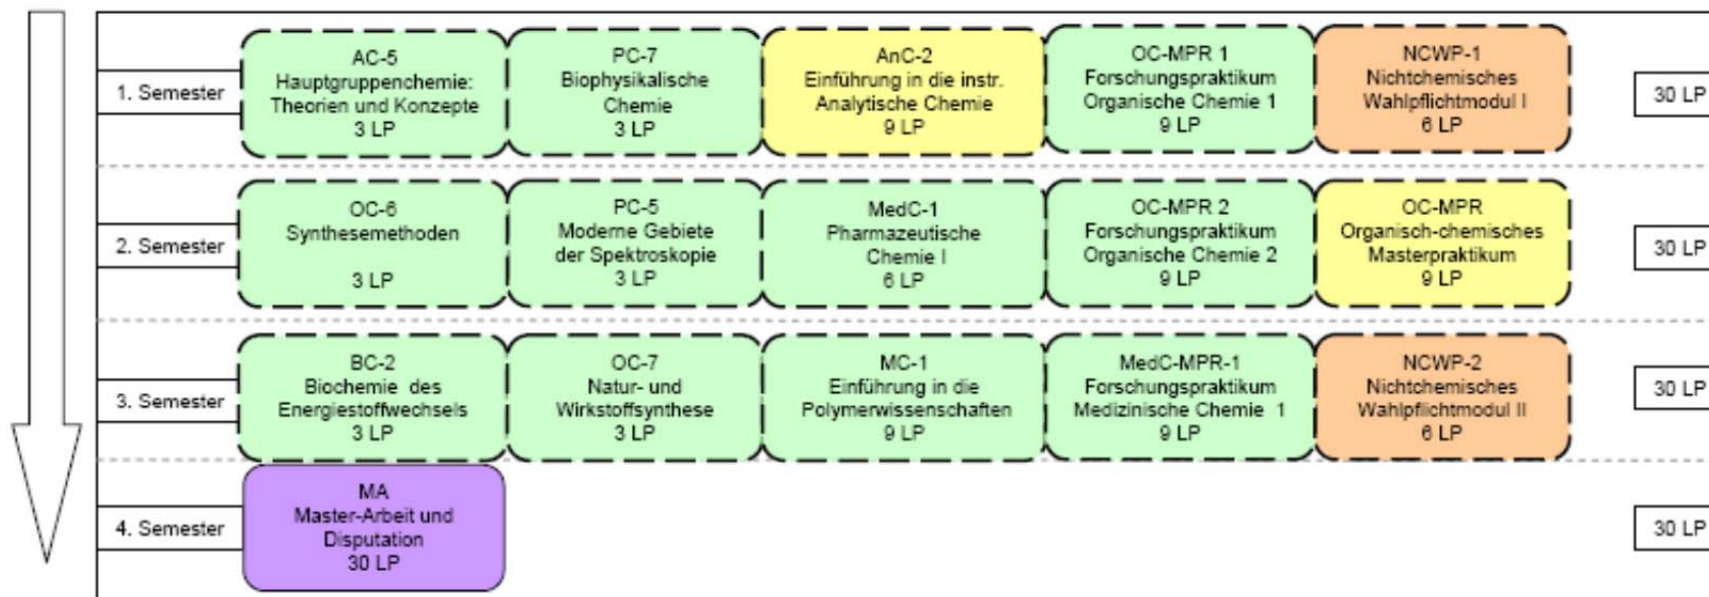 1. Semester
AC-5
Hauptgruppenchemie:
Theorien und Konzepte
3 LP
PC-7
Biophysikalische
Chemie
3 LP
AnC-2
Einführung in die instr.
Analytische Chemie
9 LP
OC-MPR 1
Forschungspraktikum
Organische Chemie 1
9 LP
NCWP-1
Nichtchemisches
Wahlpflichtmodul I
6 LP
30 LP
2. Semester
OC-6
Synthesemethoden
3 LP
PC-5
Moderne Gebiete
der Spektroskopie
3 LP
MedC-1
Pharmazeutische
Chemie I
6 LP
OC-MPR 2
Forschungspraktikum
Organische Chemie 2
9 LP
OC-MPR
Organisch-chemisches
Masterpraktikum
9 LP
30 LP
3. Semester
BC-2
Biochemie des
Energiestoffwechsels
3 LP
OC-7
Natur- und
Wirkstoffsynthese
3 LP
MC-1
Einführung in die
Polymerwissenschaften
9 LP
MedC-MPR-1
Forschungspraktikum
Medizinische Chemie 1
9 LP
NCWP-2
Nichtchemisches
Wahlpflichtmodul II
6 LP
30 LP
4. Semester
MA
Master-Arbeit und
Disputation
30 LP
30 LP